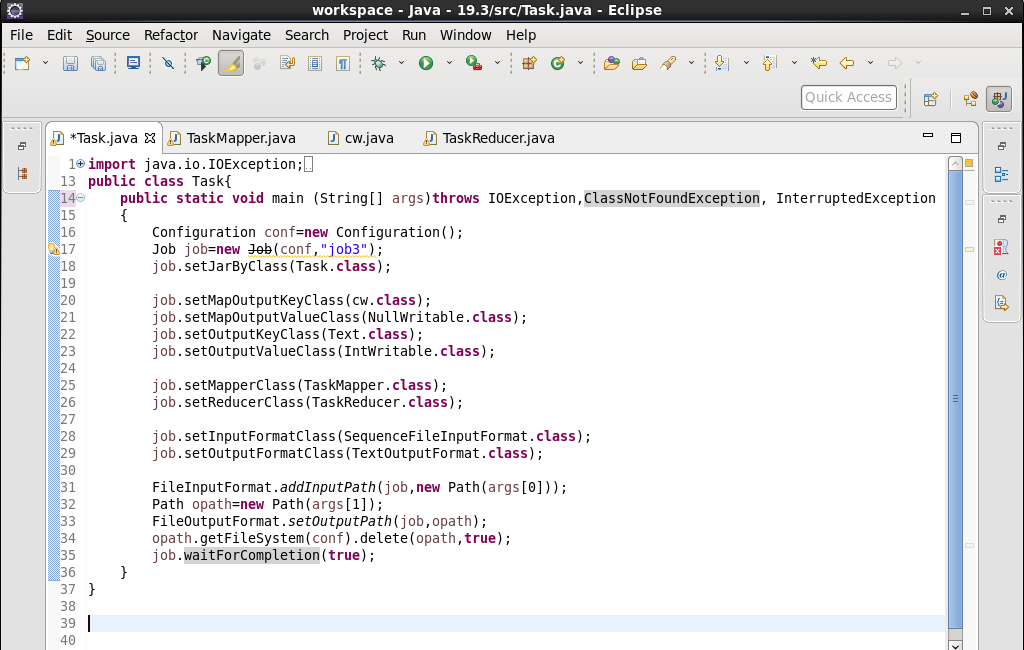 workspace - Java - 19.3/src/Task.java - Eclipse
File Edit Source Refactor Navigate Search Project Run Window Help
Quick Access
*Task.java TaskMapper.java cw.java TaskReducer.java
1 import java.io.IOException;
13 public class Task{
14 public static void main (String[] args)throws IOException,ClassNotFoundException, InterruptedException
15 {
16 Configuration conf=new Configuration();
17 Job job=new Job(conf,"job3");
18 job.setJarByClass(Task.class);
19
20 job.setMapOutputKeyClass(cw.class);
21 job.setMapOutputValueClass(NullWritable.class);
22 job.setOutputKeyClass(Text.class);
23 job.setOutputValueClass(IntWritable.class);
24
25 job.setMapperClass(TaskMapper.class);
26 job.setReducerClass(TaskReducer.class);
27
28 job.setInputFormatClass(SequenceFileInputFormat.class);
29 job.setOutputFormatClass(TextOutputFormat.class);
30
31 FileInputFormat.addInputPath(job,new Path(args[0]));
32 Path opath=new Path(args[1]);
33 FileOutputFormat.setOutputPath(job,opath);
34 opath.getFileSystem(conf).delete(opath,true);
35 job.waitForCompletion(true);
36 }
37 }
38
39
40